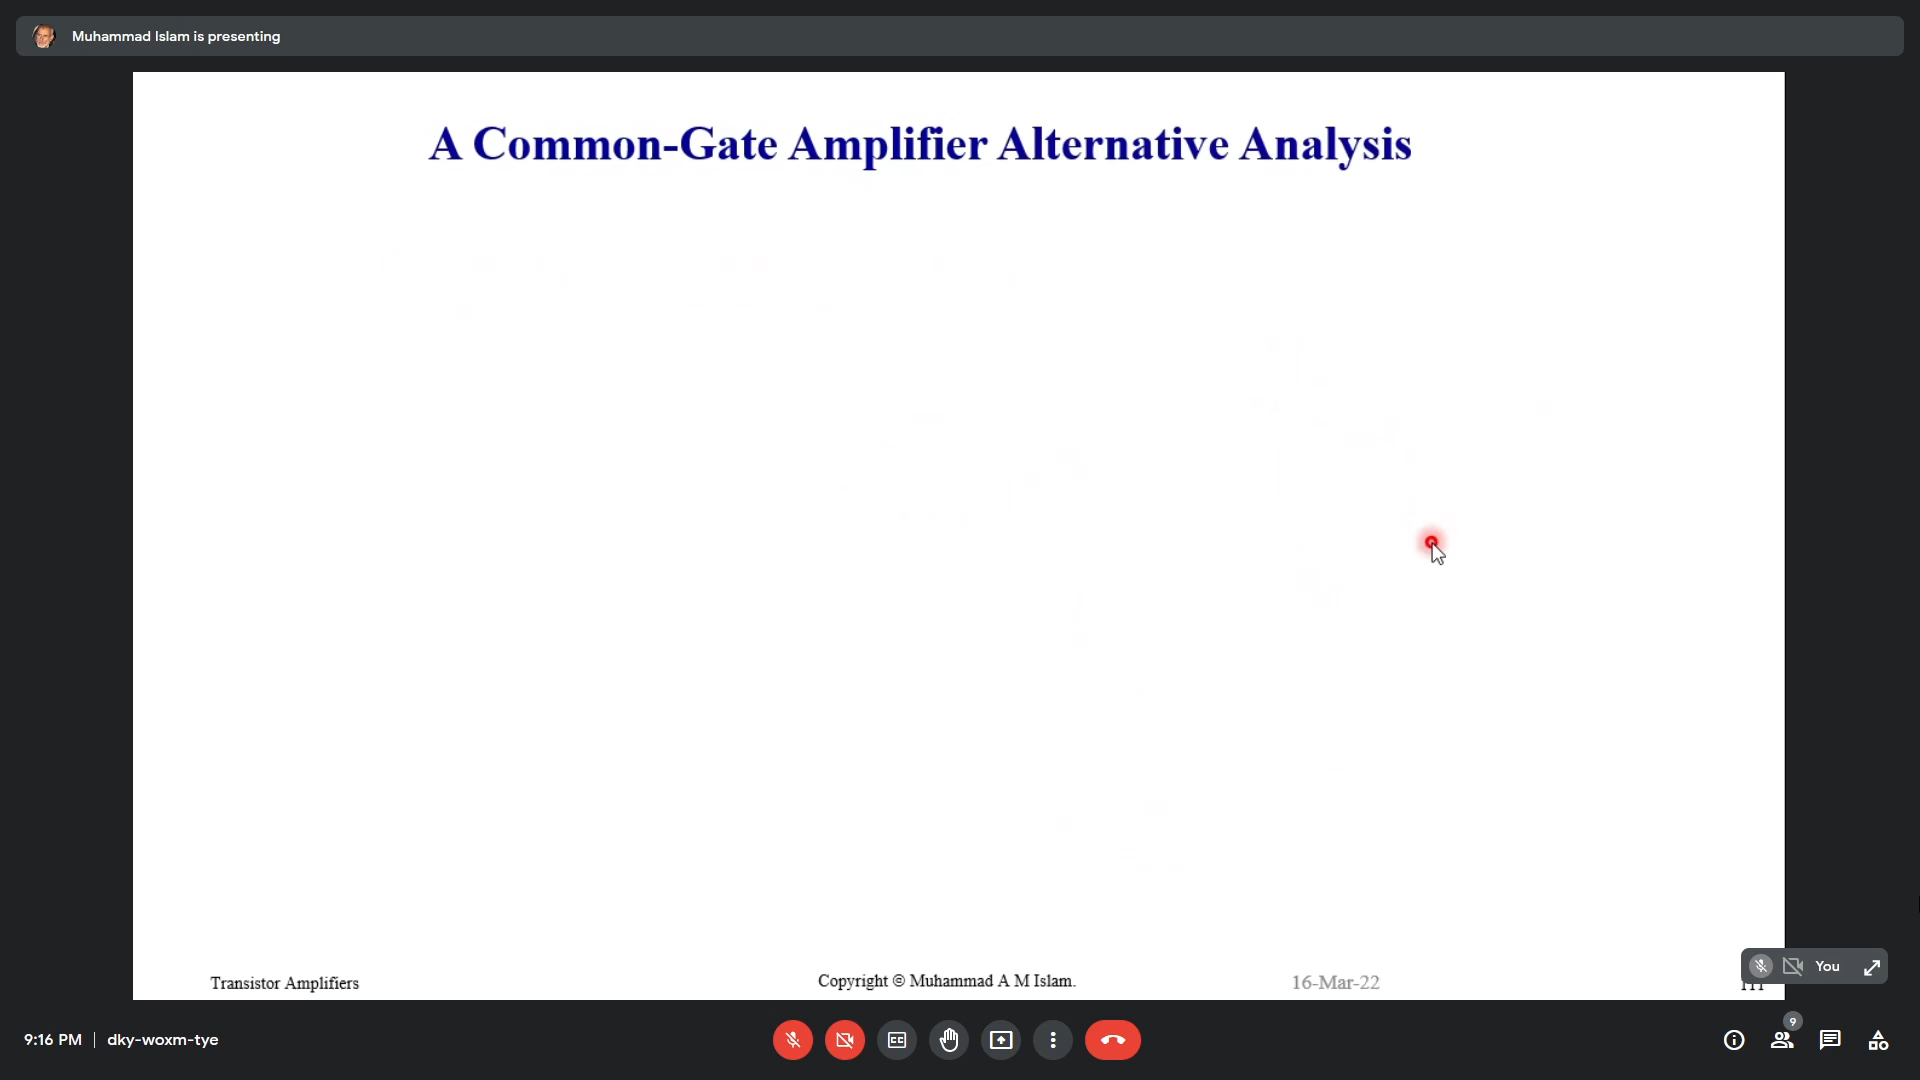 Muhammad Islam is presenting
A Common-Gate Amplifier Alternative Analysis
Transistor Amplifiers
Copyright © Muhammad A M Islam.
16-Mar-22
You
9:16 PM
dky-woxm-tye
9